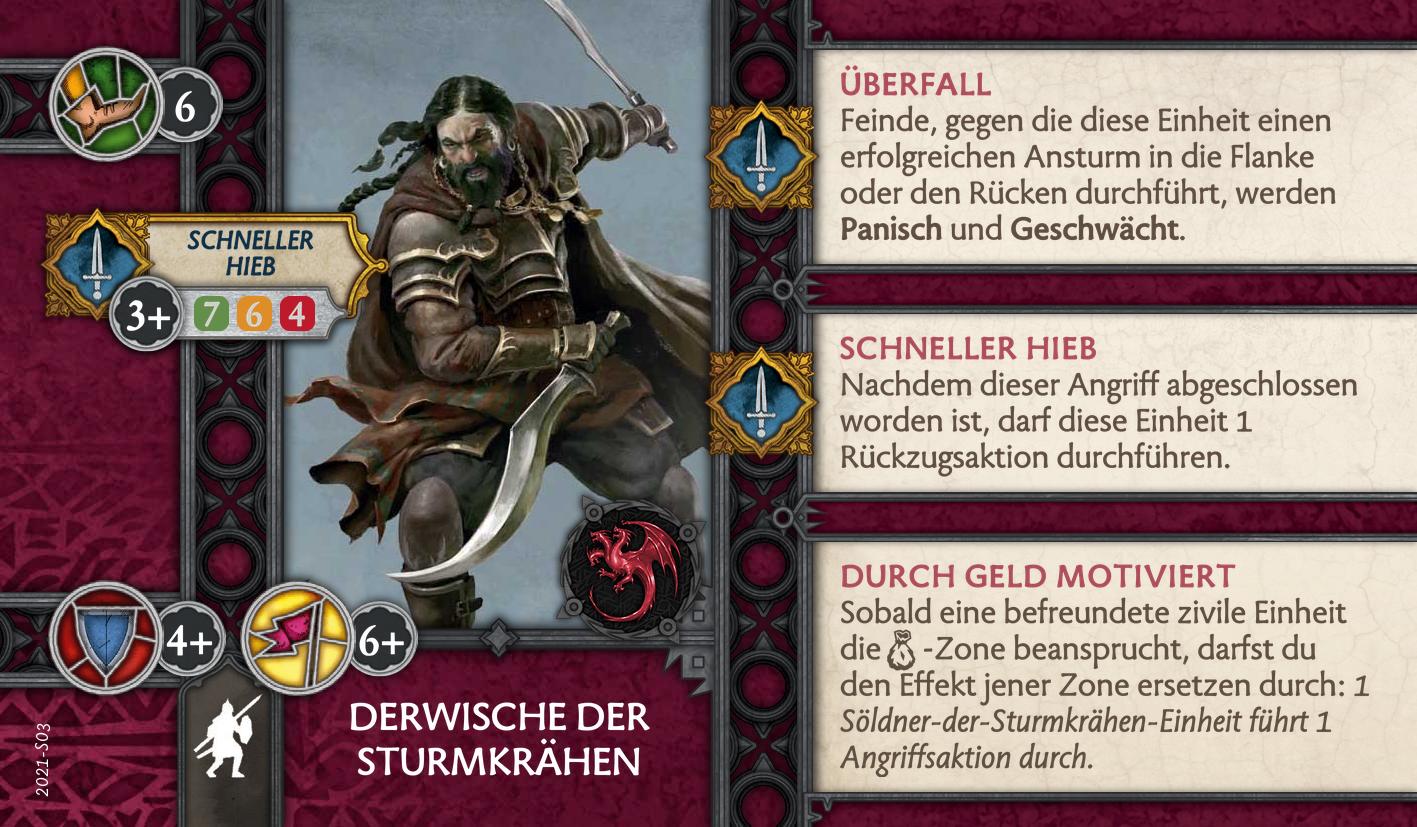 6
SCHNELLER
HIEB
3+ 7 6 4
4+
6+
DERWISCHE DER
STURMKRÄHEN
2021-S03
ÜBERFALL
Feinde, gegen die diese Einheit einen
erfolgreichen Ansturm in die Flanke
oder den Rücken durchführt, werden
Panisch und Geschwächt.
SCHNELLER HIEB
Nachdem dieser Angriff abgeschlossen
worden ist, darf diese Einheit 1
Rückzugsaktion durchführen.
DURCH GELD MOTIVIERT
Sobald eine befreundete zivile Einheit
die -Zone beansprucht, darfst du
den Effekt jener Zone ersetzen durch: 1
Söldner-der-Sturmkrähen-Einheit führt 1
Angriffsaktion durch.